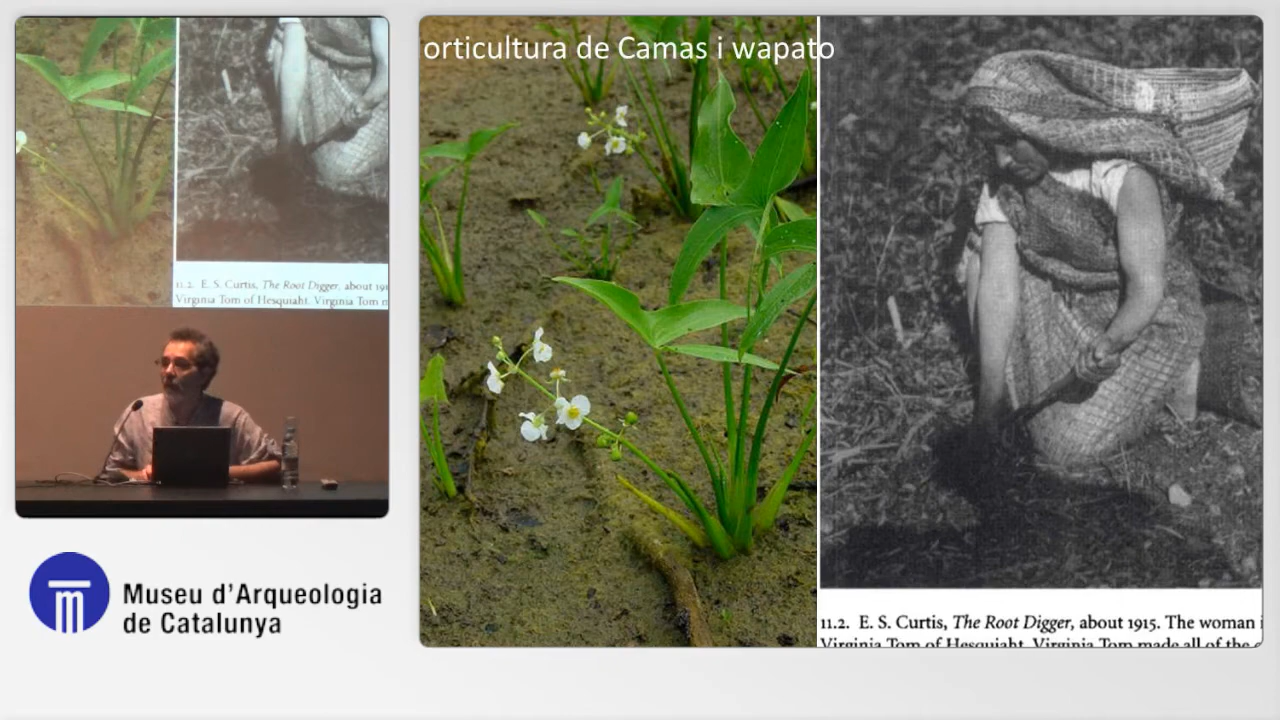 orticultura de Camas i wapato
11.2. E. S. Curtis, The Root Digger, about 191
Virginia Tom of Hesquiaht. Virginia Tom m
11.2. E. S. Curtis, The Root Digger, about 1915. The woman i
Virginia Tom of Hesquiaht. Virginia Tom made all of the
Museu d'Arqueologia
de Catalunya